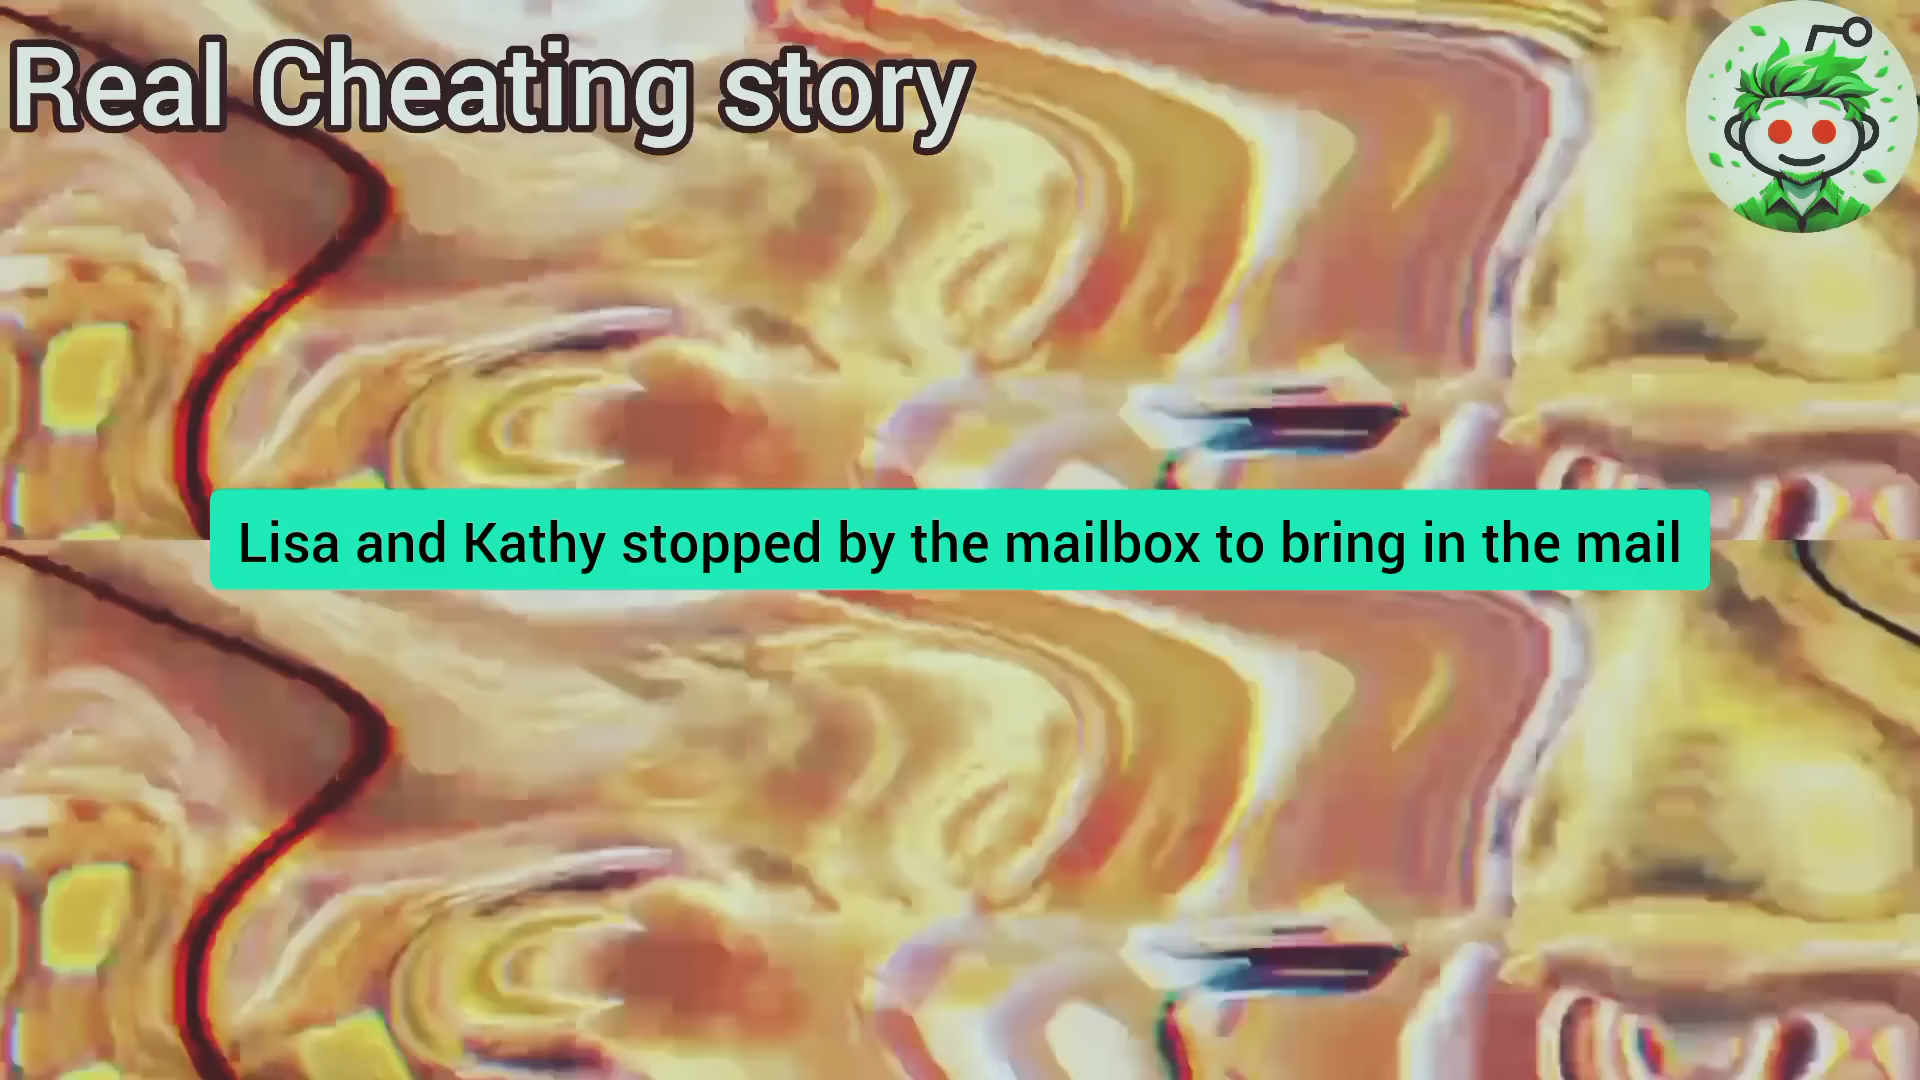 Real Cheating story
Lisa and Kathy stopped by the mailbox to bring in the mail